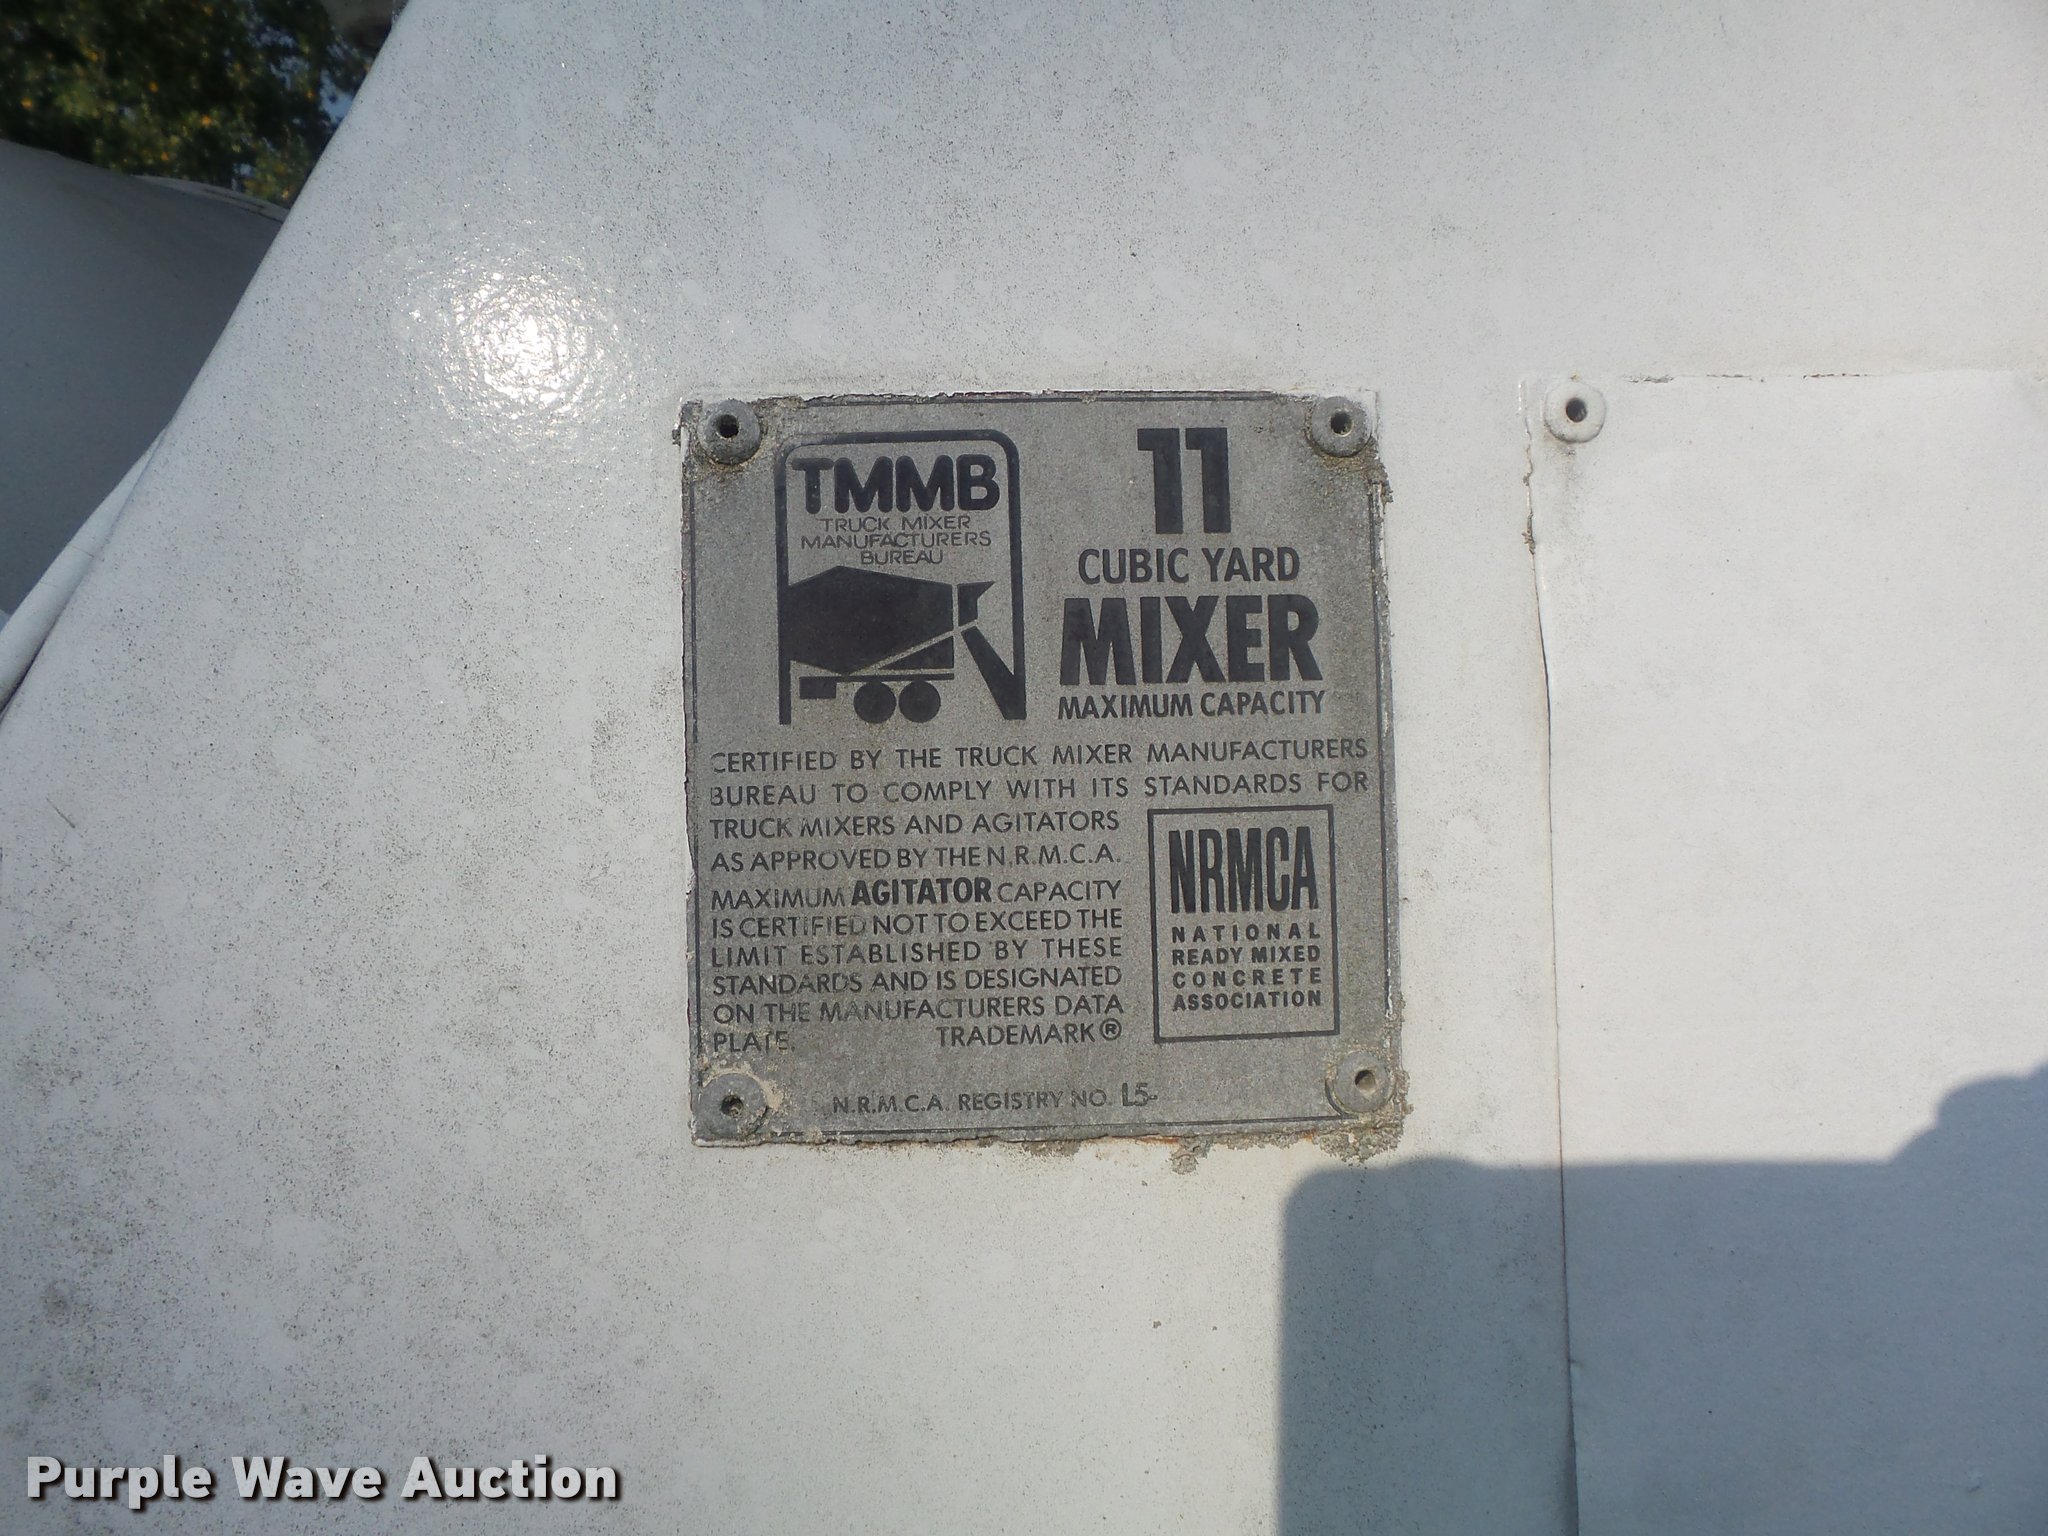 TMMB
TRUCK MIXER
MANUFACTURERS
BUREAU
11
CUBIC YARD
MIXER
MAXIMUM CAPACITY
CERTIFIED BY THE TRUCK MIXER MANUFACTURERS
BUREAU TO COMPLY WITH ITS STANDARDS FOR
TRUCK MIXERS AND AGITATORS
AS APPROVED BY THE N.R.M.C.A.
MAXIMUM AGITATOR CAPACITY
IS CERTIFIED NOT TO EXCEED THE
LIMIT ESTABLISHED BY THESE
STANDARDS AND IS DESIGNATED
ON THE MANUFACTURERS DATA
PLATE. TRADEMARK®
NRMCA
NATIONAL
READY MIXED
CONCRETE
ASSOCIATION
N.R.M.C.A. REGISTRY NO. L5-
Purple Wave Auction